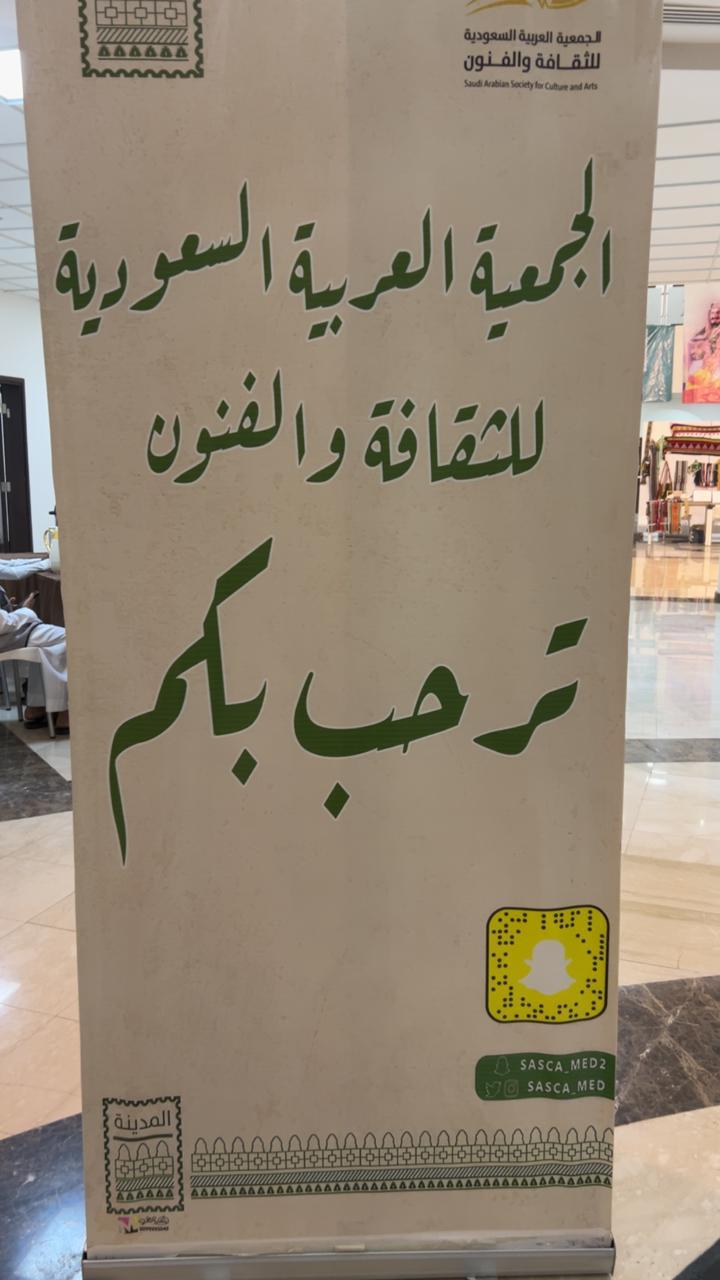 الجمعية العربية السعودية
للثقافة والفنون
Saudi Arabian Society for Culture and Arts
الجمعية العربية السعودية
للثقافة والفنون
ترحب بكم
SASCA_MED2
SASCA_MED
المدينة